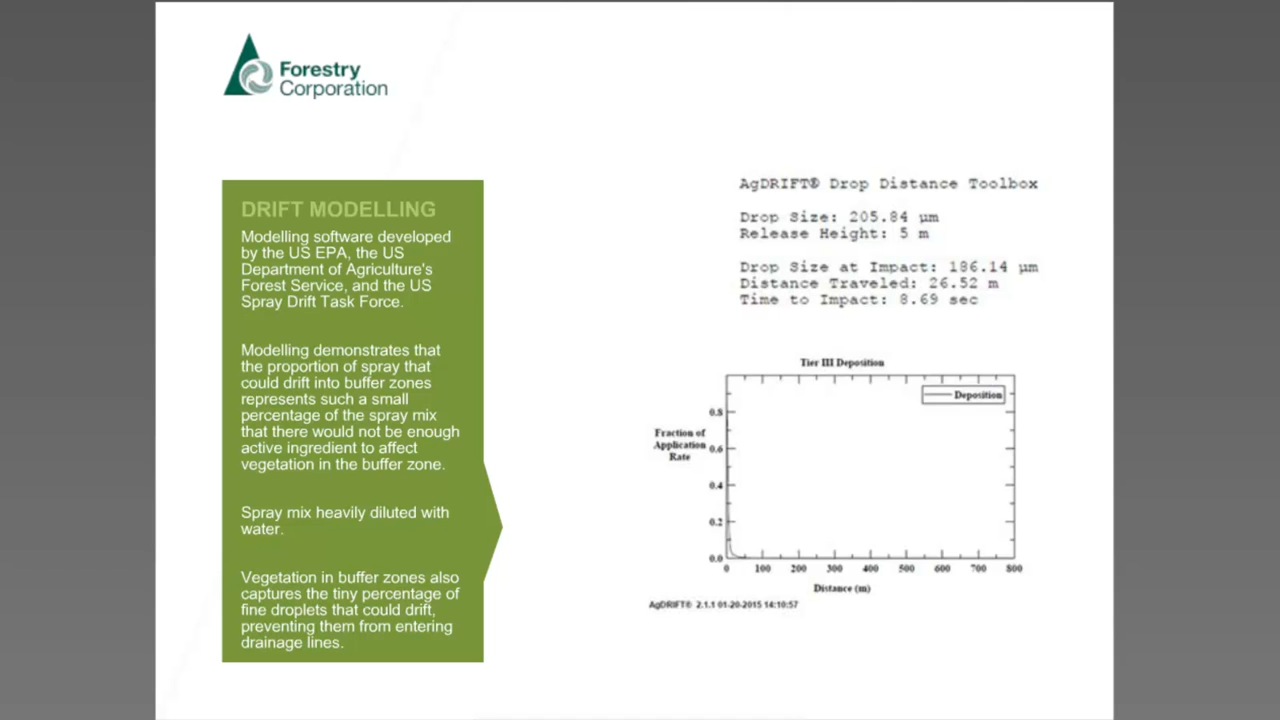 Forestry
Corporation
DRIFT MODELLING
Modelling software developed
by the US EPA, the US
Department of Agriculture's
Forest Service, and the US
Spray Drift Task Force.
Modelling demonstrates that
the proportion of spray that
could drift into buffer zones
represents such a small
percentage of the spray mix
that there would not be enough
active ingredient to affect
vegetation in the buffer zone.
Spray mix heavily diluted with
water.
Vegetation in buffer zones also
captures the tiny percentage of
fine droplets that could drift,
preventing them from entering
drainage lines.
AgDRIFT® Drop Distance Toolbox
Drop Size: 205.84 µm
Release Height: 5 m
Drop Size at Impact: 186.14 µm
Distance Traveled: 26.52 m
Time to Impact: 8.69 sec
Tier III Deposition
Deposition
Fraction of
Application
Rate
0.8
0.6
0.4
0.2
0.0
0 100 200 300 400 500 600 700 800
Distance (m)
AgDRIFT® 2.1.1 01-20-2015 14:10:57